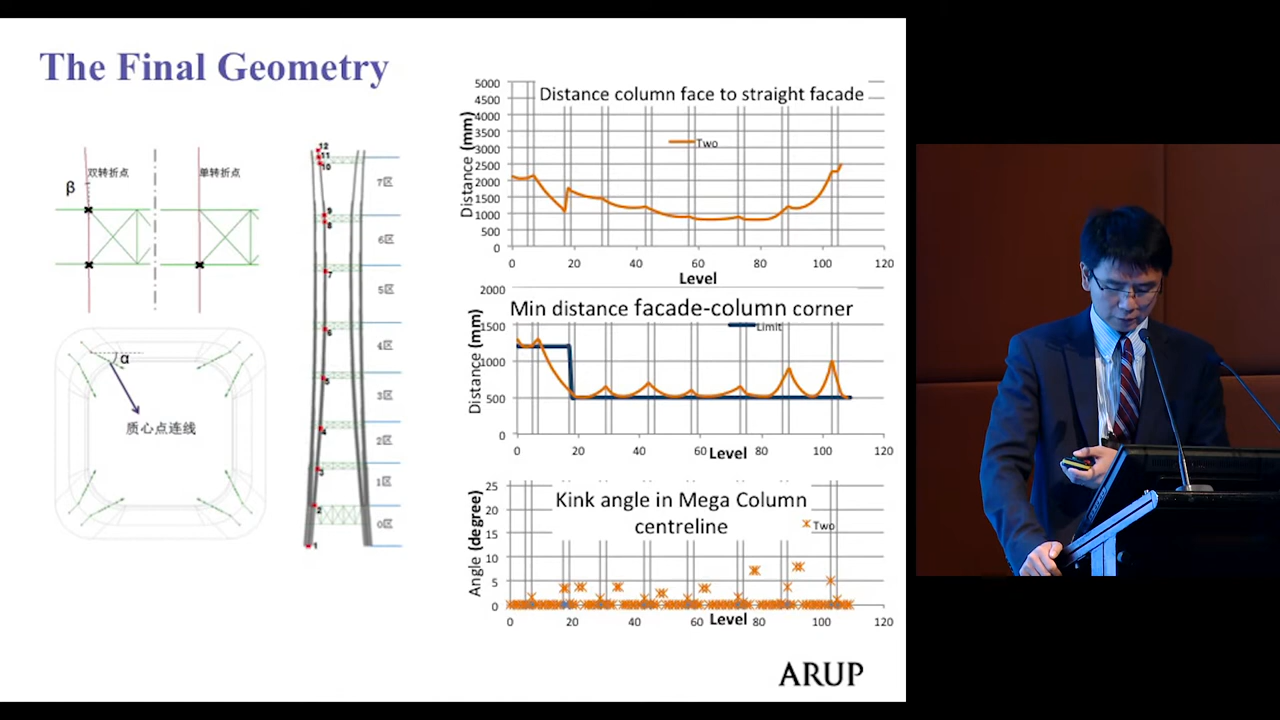 The Final Geometry
双转折点
单转折点
β
α
质心点连线
12
11
10
9
8
7
6
5
4
3
2
1
7区
6区
5区
4区
3区
2区
1区
0区
Distance column face to straight facade
Two
Distance (mm)
5000
4500
4000
3500
3000
2500
2000
1500
1000
500
0
0 20 40 60 80 100 120
Level
Min distance facade-column corner
Limit
Distance (mm)
2000
1500
1000
500
0
0 20 40 60 80 100 120
Level
Kink angle in Mega Column
centreline
Two
Angle (degree)
25
20
15
10
5
0
0 20 40 60 80 100 120
Level
ARUP